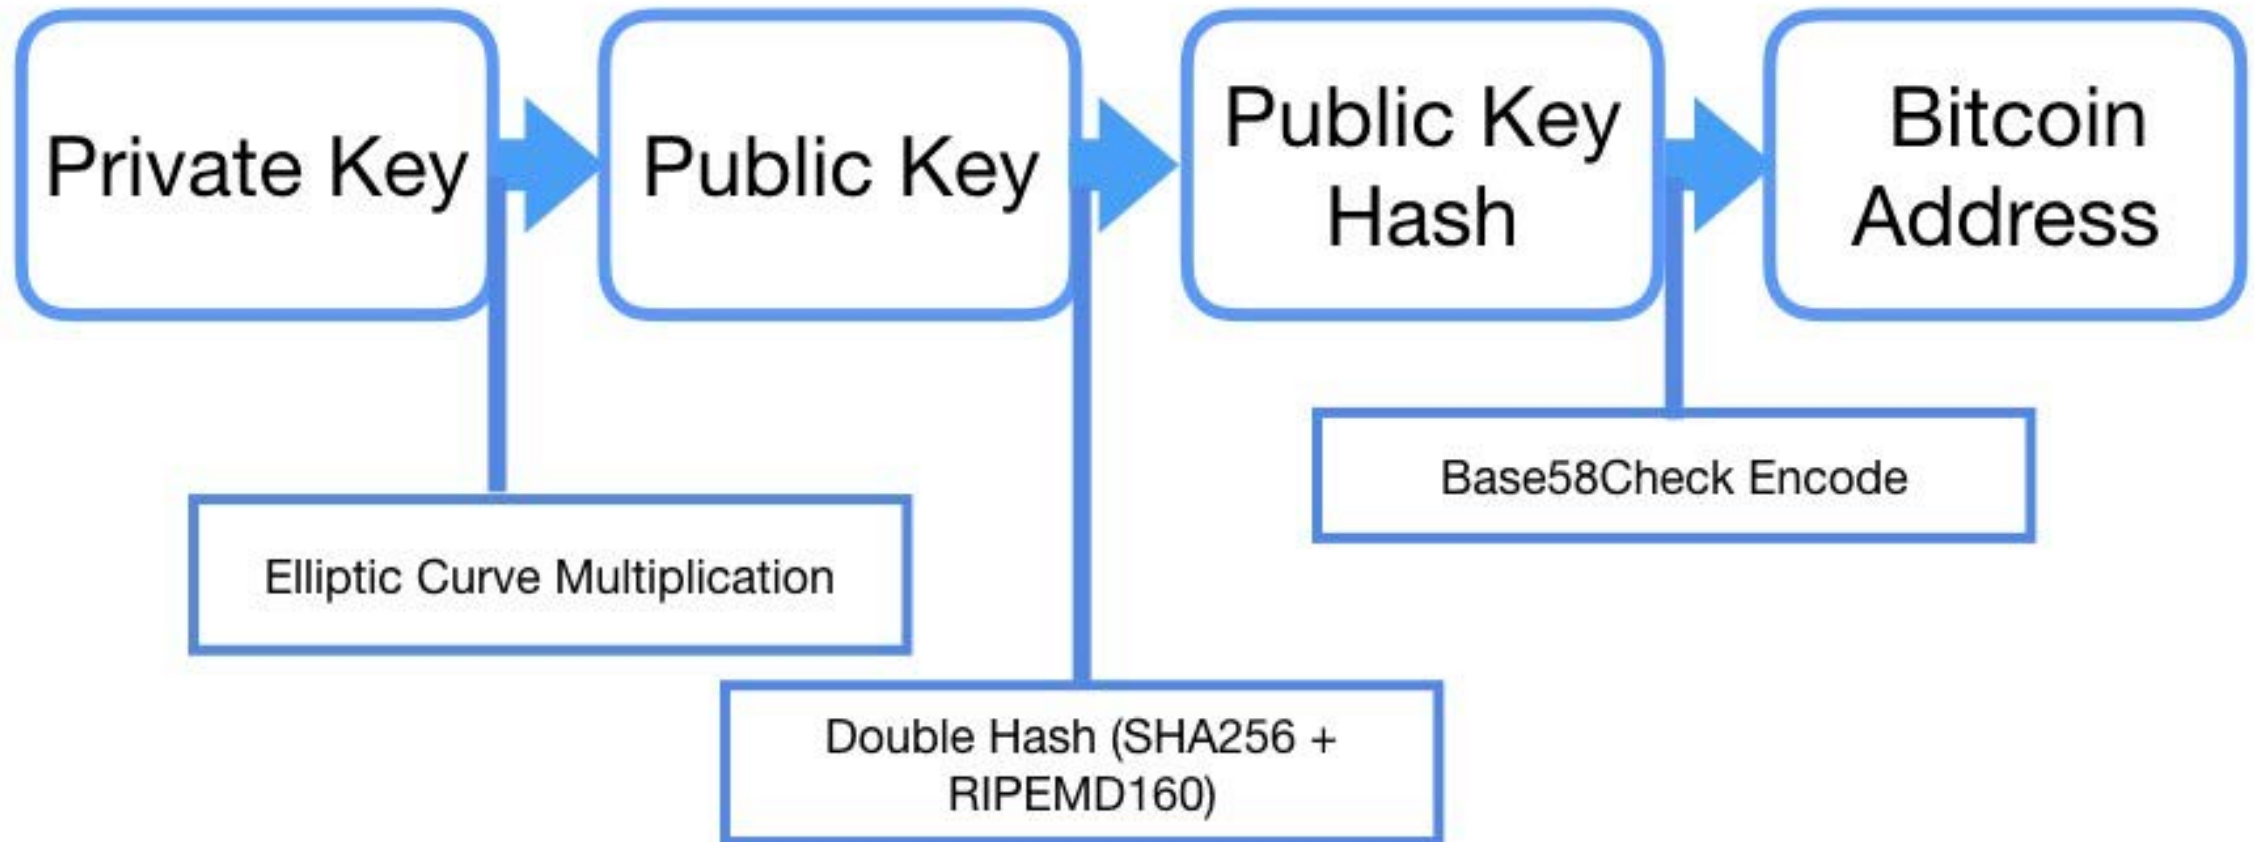 Private Key
Public Key
Public Key
Hash
Bitcoin
Address
Base58Check Encode
Elliptic Curve Multiplication
Double Hash (SHA256 +
RIPEMD160)